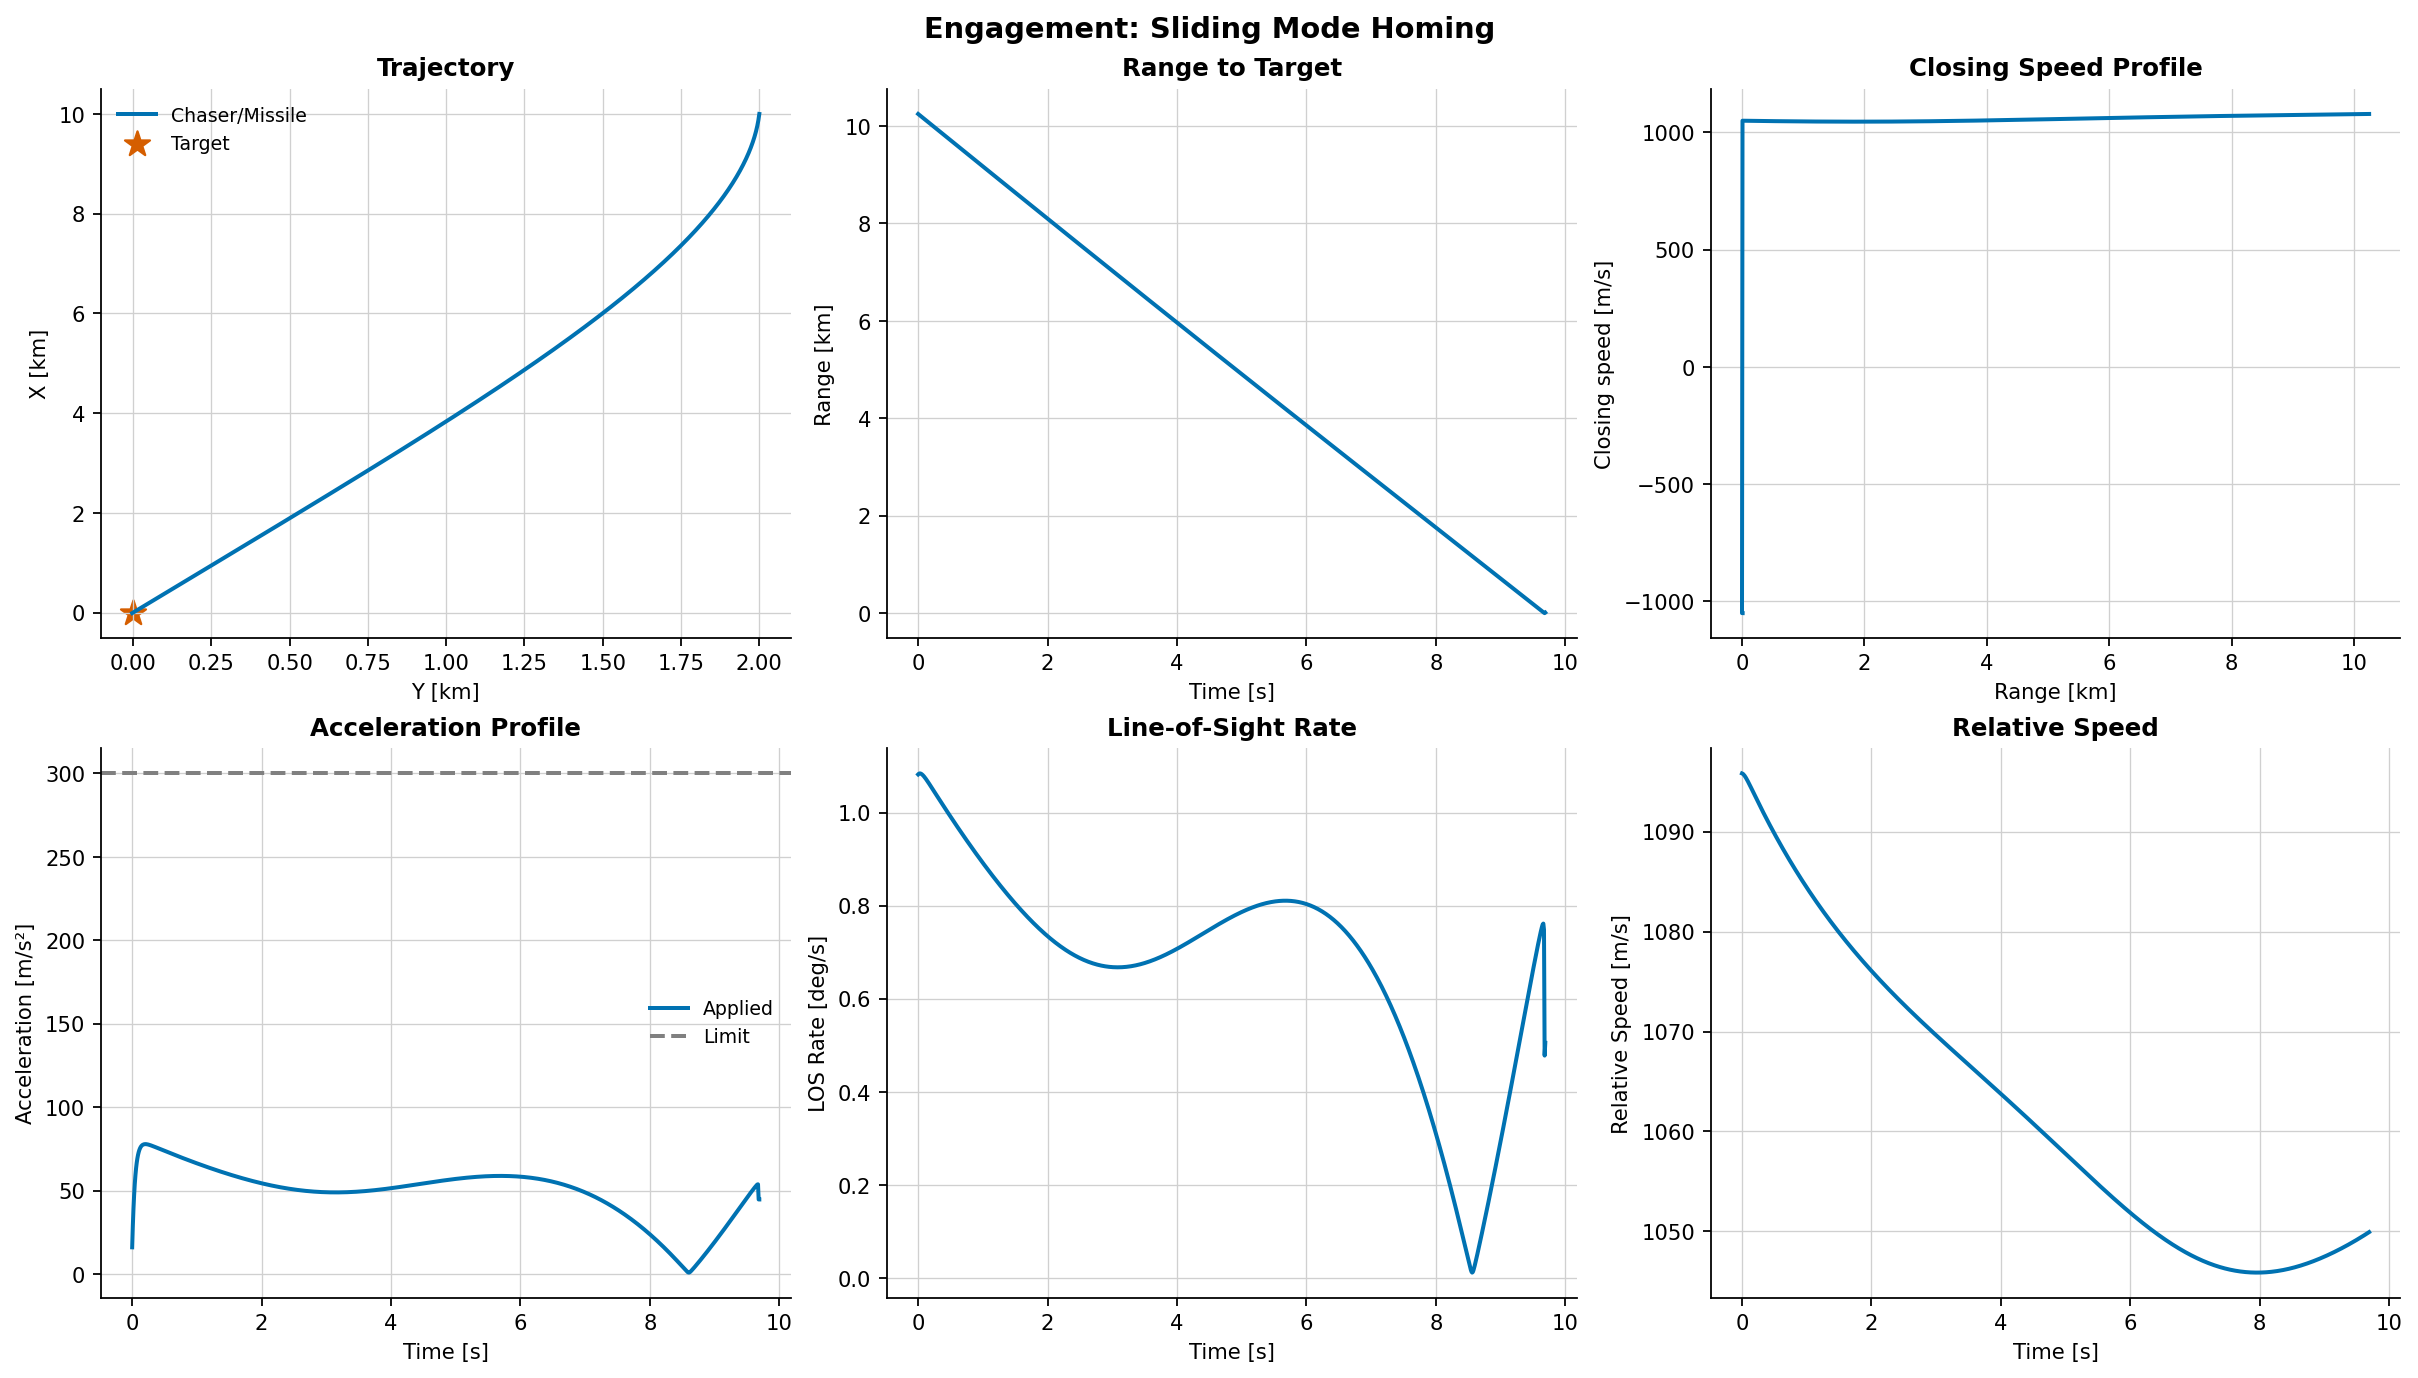 Engagement: Sliding Mode Homing
Trajectory
Chaser/Missile
Target
10
8
6
4
2
0
X [km]
0.00 0.25 0.50 0.75 1.00 1.25 1.50 1.75 2.00
Y [km]
Range to Target
10
8
6
4
2
0
Range [km]
0 2 4 6 8 10
Time [s]
Closing Speed Profile
1000
500
0
−500
−1000
Closing speed [m/s]
0 2 4 6 8 10
Range [km]
Acceleration Profile
300
250
200
150
100
50
0
Acceleration [m/s²]
Applied
Limit
0 2 4 6 8 10
Time [s]
Line-of-Sight Rate
1.0
0.8
0.6
0.4
0.2
0.0
LOS Rate [deg/s]
0 2 4 6 8 10
Time [s]
Relative Speed
1090
1080
1070
1060
1050
Relative Speed [m/s]
0 2 4 6 8 10
Time [s]